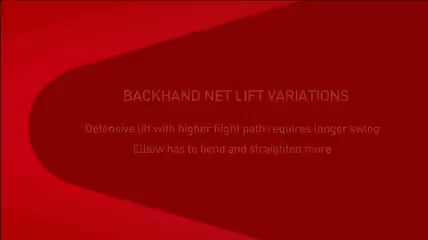 BACKHAND NET LIFT VARIATIONS
Defensive lift with higher flight path requires longer swing
Elbow has to bend and straighten more